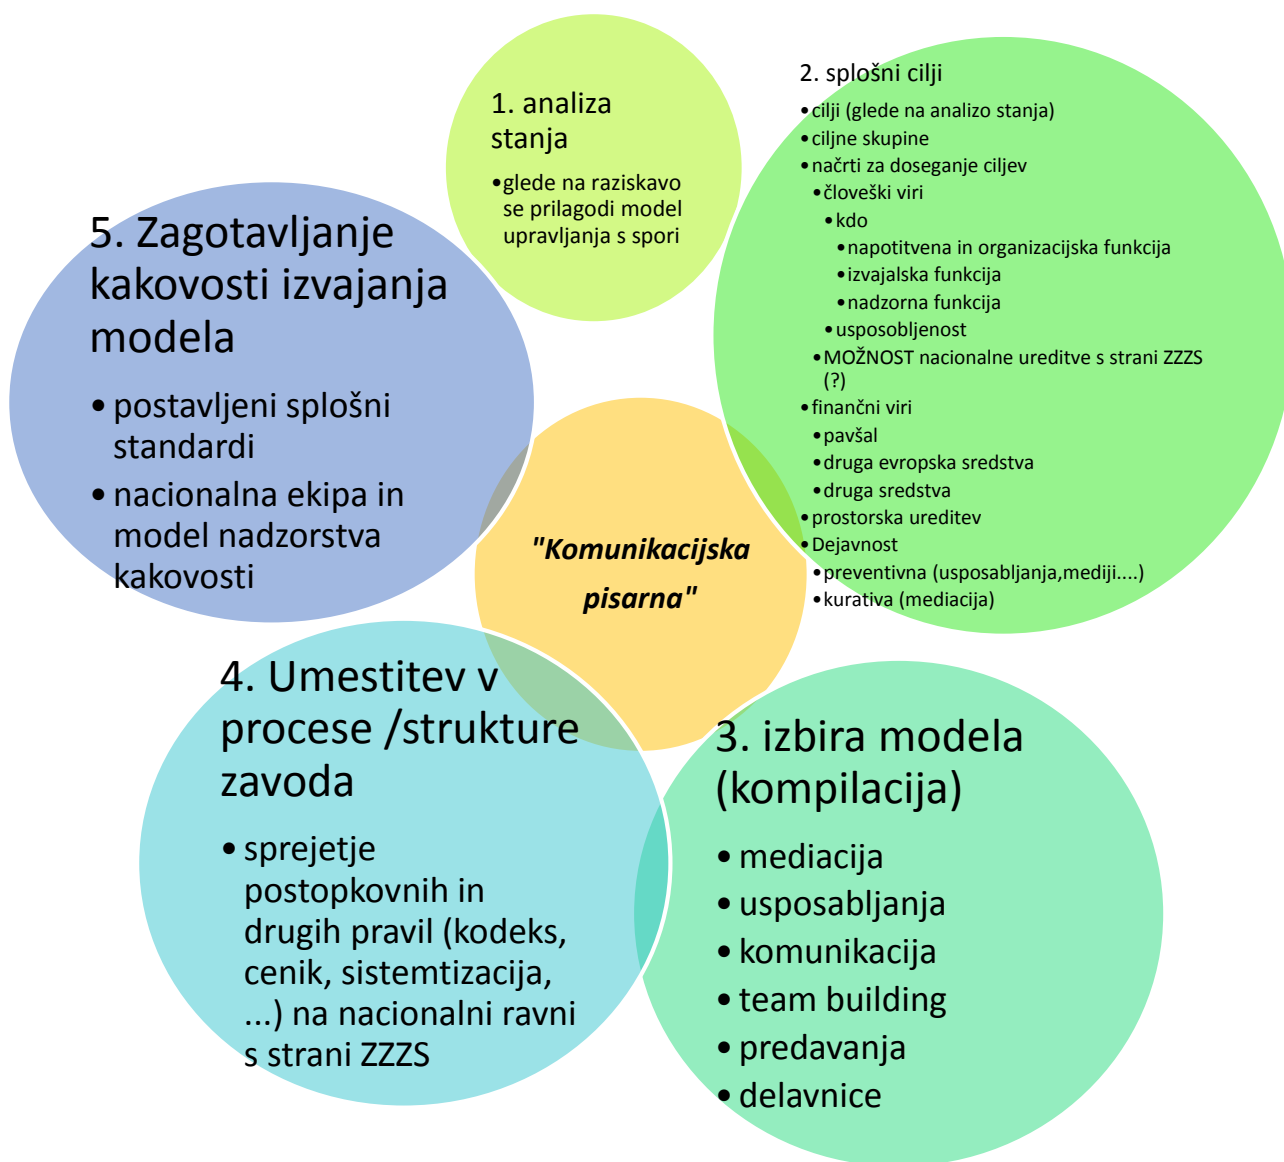 1. analiza
stanja
•glede na raziskavo
se prilagodi model
upravljanja s spori
2. splošni cilji
•cilji (glede na analizo stanja)
•ciljne skupine
•načrti za doseganje ciljev
•človeški viri
•kdo
•napotitvena in organizacijska funkcija
•izvajalska funkcija
•nadzorna funkcija
•usposobljenost
•MOŽNOST nacionalne ureditve s strani ZZZS
(?)
•finančni viri
•pavšal
•druga evropska sredstva
•druga sredstva
•prostorska ureditev
•Dejavnost
•preventivna (usposabljanja,mediji....)
•kurativa (mediacija)
3. izbira modela
(kompilacija)
•mediacija
•usposabljanja
•komunikacija
•team building
•predavanja
•delavnice
4. Umestitev v
procese /strukture
zavoda
•sprejetje
postopkovnih in
drugih pravil (kodeks,
cenik, sistemtizacija,
...) na nacionalni ravni
s strani ZZZS
5. Zagotavljanje
kakovosti izvajanja
modela
•postavljeni splošni
standardi
•nacionalna ekipa in
model nadzorstva
kakovosti
"Komunikacijska
pisarna"